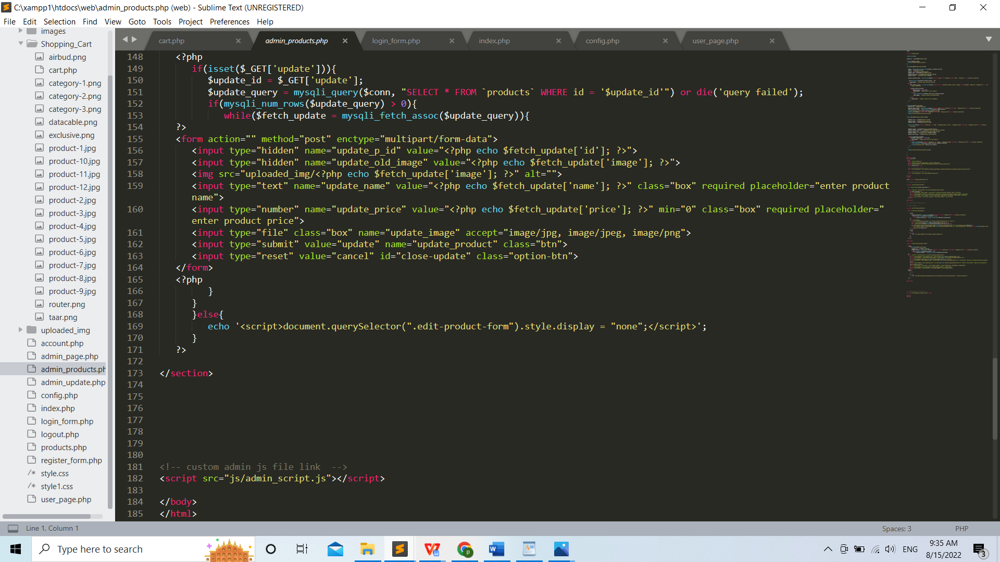 C:\xampp1\htdocs\web\admin_products.php (web) - Sublime Text (UNREGISTERED)
File Edit Selection Find View Goto Tools Project Preferences Help
images
Shopping_Cart
airbud.png
cart.php
category-1.png
category-2.png
category-3.png
datacable.png
exclusive.png
product-1.jpg
product-10.jpg
product-11.jpg
product-12.jpg
product-2.jpg
product-3.jpg
product-4.jpg
product-5.jpg
product-6.jpg
product-7.jpg
product-8.jpg
product-9.jpg
router.png
taar.png
uploaded_img
account.php
admin_page.php
admin_products.ph
admin_update.php
config.php
index.php
login_form.php
logout.php
products.php
register_form.php
/* style.css
/* style1.css
user_page.php
cart.php admin_products.php login_form.php index.php config.php user_page.php
148 <?php
149 if(isset($_GET['update'])){
150 $update_id = $_GET['update'];
151 $update_query = mysqli_query($conn, "SELECT * FROM `products` WHERE id = '$update_id'") or die('query failed');
152 if(mysqli_num_rows($update_query) > 0){
153 while($fetch_update = mysqli_fetch_assoc($update_query)){
154 ?>
155 <form action="" method="post" enctype="multipart/form-data">
156 <input type="hidden" name="update_p_id" value="<?php echo $fetch_update['id']; ?>">
157 <input type="hidden" name="update_old_image" value="<?php echo $fetch_update['image']; ?>">
158 <img src="uploaded_img/<?php echo $fetch_update['image']; ?>" alt="">
159 <input type="text" name="update_name" value="<?php echo $fetch_update['name']; ?>" class="box" required placeholder="enter product
name">
160 <input type="number" name="update_price" value="<?php echo $fetch_update['price']; ?>" min="0" class="box" required placeholder="
enter product price">
161 <input type="file" class="box" name="update_image" accept="image/jpg, image/jpeg, image/png">
162 <input type="submit" value="update" name="update_product" class="btn">
163 <input type="reset" value="cancel" id="close-update" class="option-btn">
164 </form>
165 <?php
166 }
167 }
168 }else{
169 echo '<script>document.querySelector(".edit-product-form").style.display = "none";</script>';
170 }
171 ?>
172
173 </section>
174
175
176
177
178
179
180
181 <!-- custom admin js file link  -->
182 <script src="js/admin_script.js"></script>
183
184 </body>
185 </html>
Line 1, Column 1 Spaces: 3 PHP
Type here to search
ENG
9:35 AM
8/15/2022
3